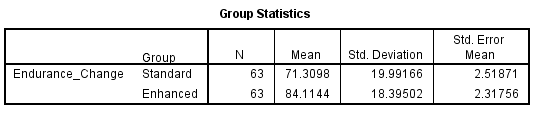 Group Statistics
Group N Mean Std. Deviation Std. Error Mean
Endurance_Change Standard 63 71.3098 19.99166 2.51871
Enhanced 63 84.1144 18.39502 2.31756